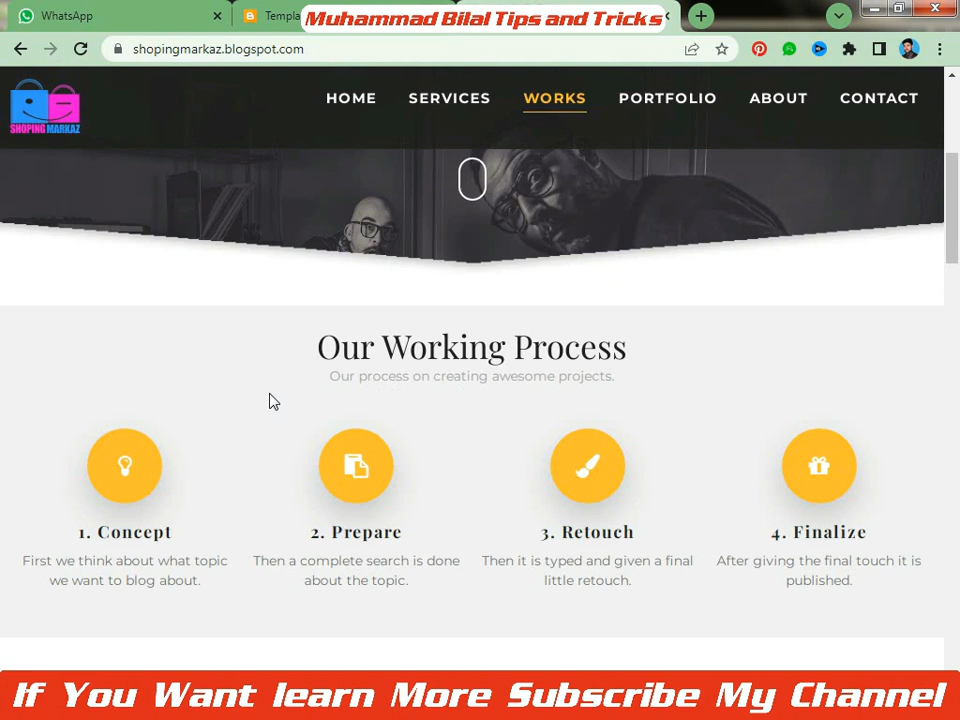 WhatsApp
Templa
Muhammad Bilal Tips and Tricks
shopingmarkaz.blogspot.com
SHOPING MARKAZ
HOME
SERVICES
WORKS
PORTFOLIO
ABOUT
CONTACT
Our Working Process
Our process on creating awesome projects.
1. Concept
First we think about what topic
we want to blog about.
2. Prepare
Then a complete search is done
about the topic.
3. Retouch
Then it is typed and given a final
little retouch.
4. Finalize
After giving the final touch it is
published.
If You Want learn More Subscribe My Channel